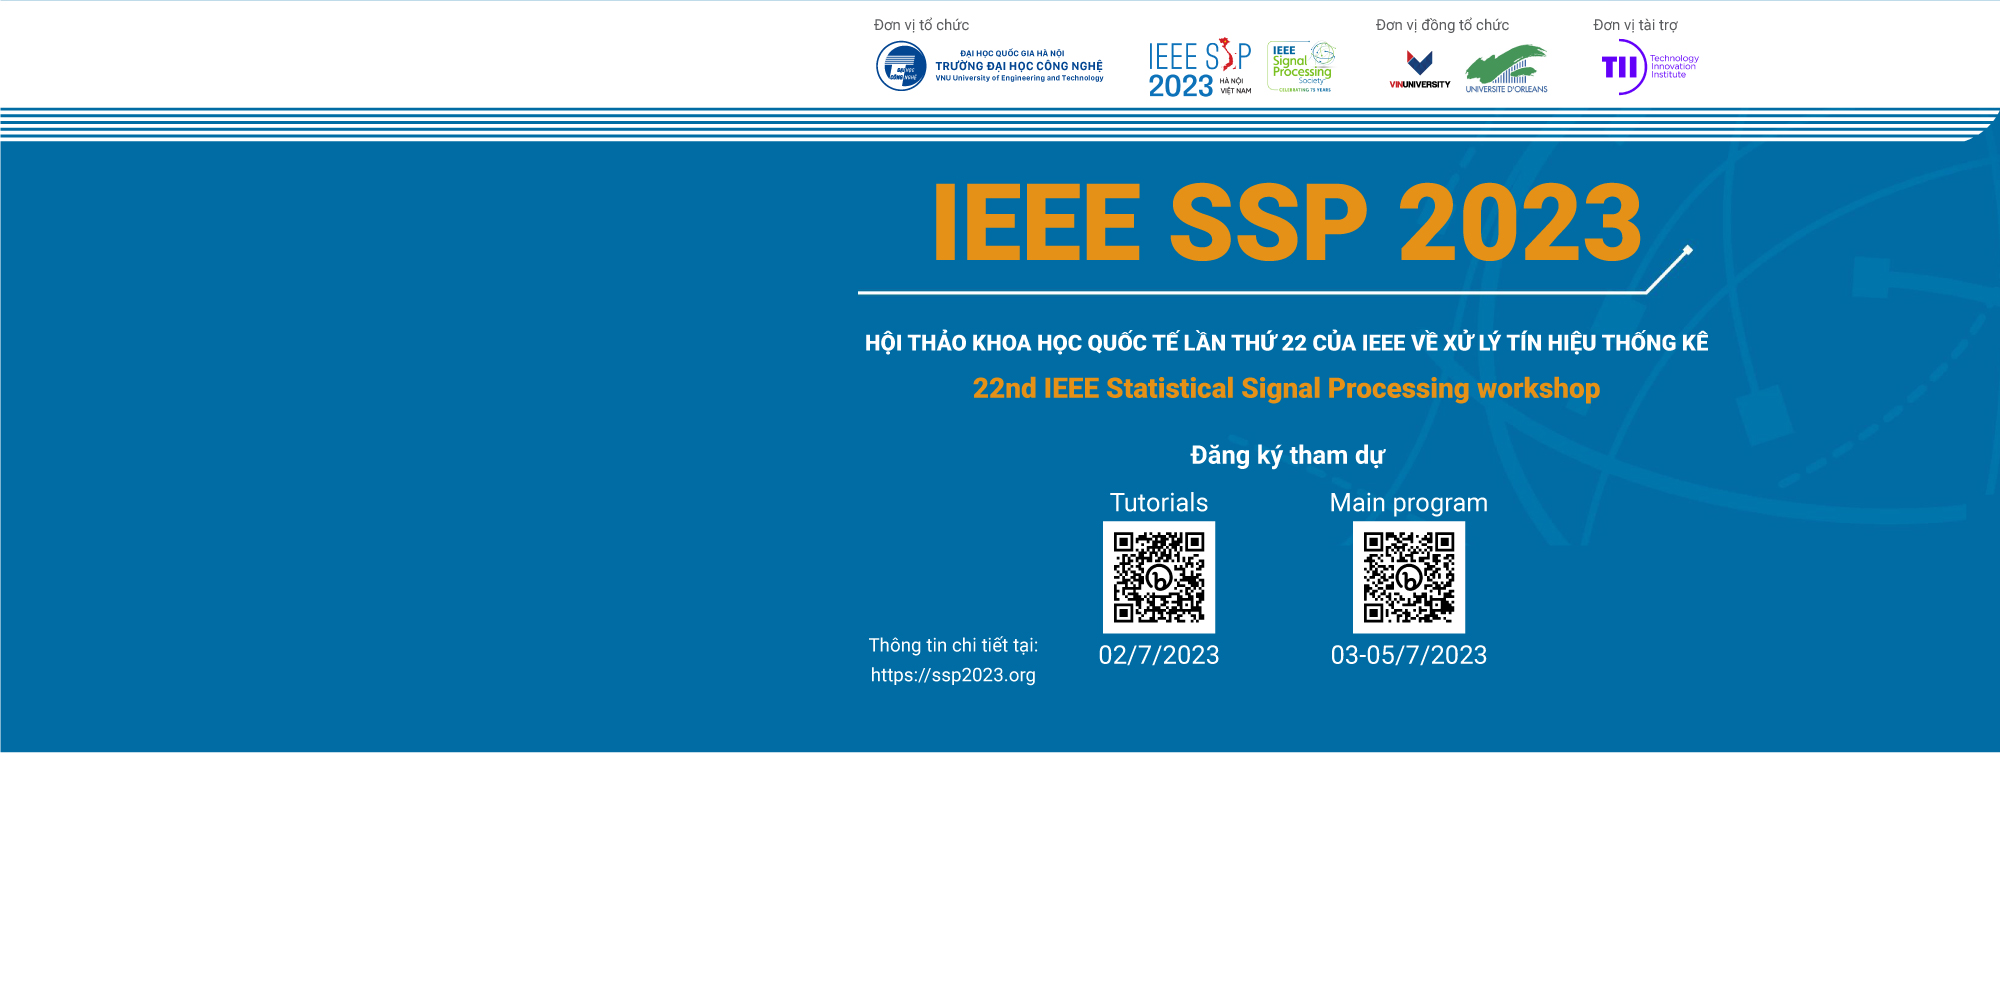 Đơn vị tổ chức
ĐẠI HỌC QUỐC GIA HÀ NỘI
TRƯỜNG ĐẠI HỌC CÔNG NGHỆ
VNU University of Engineering and Technology
ĐẠI HỌC
CÔNG NGHỆ
IEEE SSP
2023
HÀ NỘI
VIỆT NAM
IEEE
Signal
Processing
Society
CELEBRATING 75 YEARS
Đơn vị đồng tổ chức
VINUNIVERSITY
UNIVERSITE D'ORLEANS
Đơn vị tài trợ
TII
Technology
Innovation
Institute
IEEE SSP 2023
HỘI THẢO KHOA HỌC QUỐC TẾ LẦN THỨ 22 CỦA IEEE VỀ XỬ LÝ TÍN HIỆU THỐNG KÊ
22nd IEEE Statistical Signal Processing workshop
Đăng ký tham dự
Tutorials
02/7/2023
Main program
03-05/7/2023
Thông tin chi tiết tại:
https://ssp2023.org